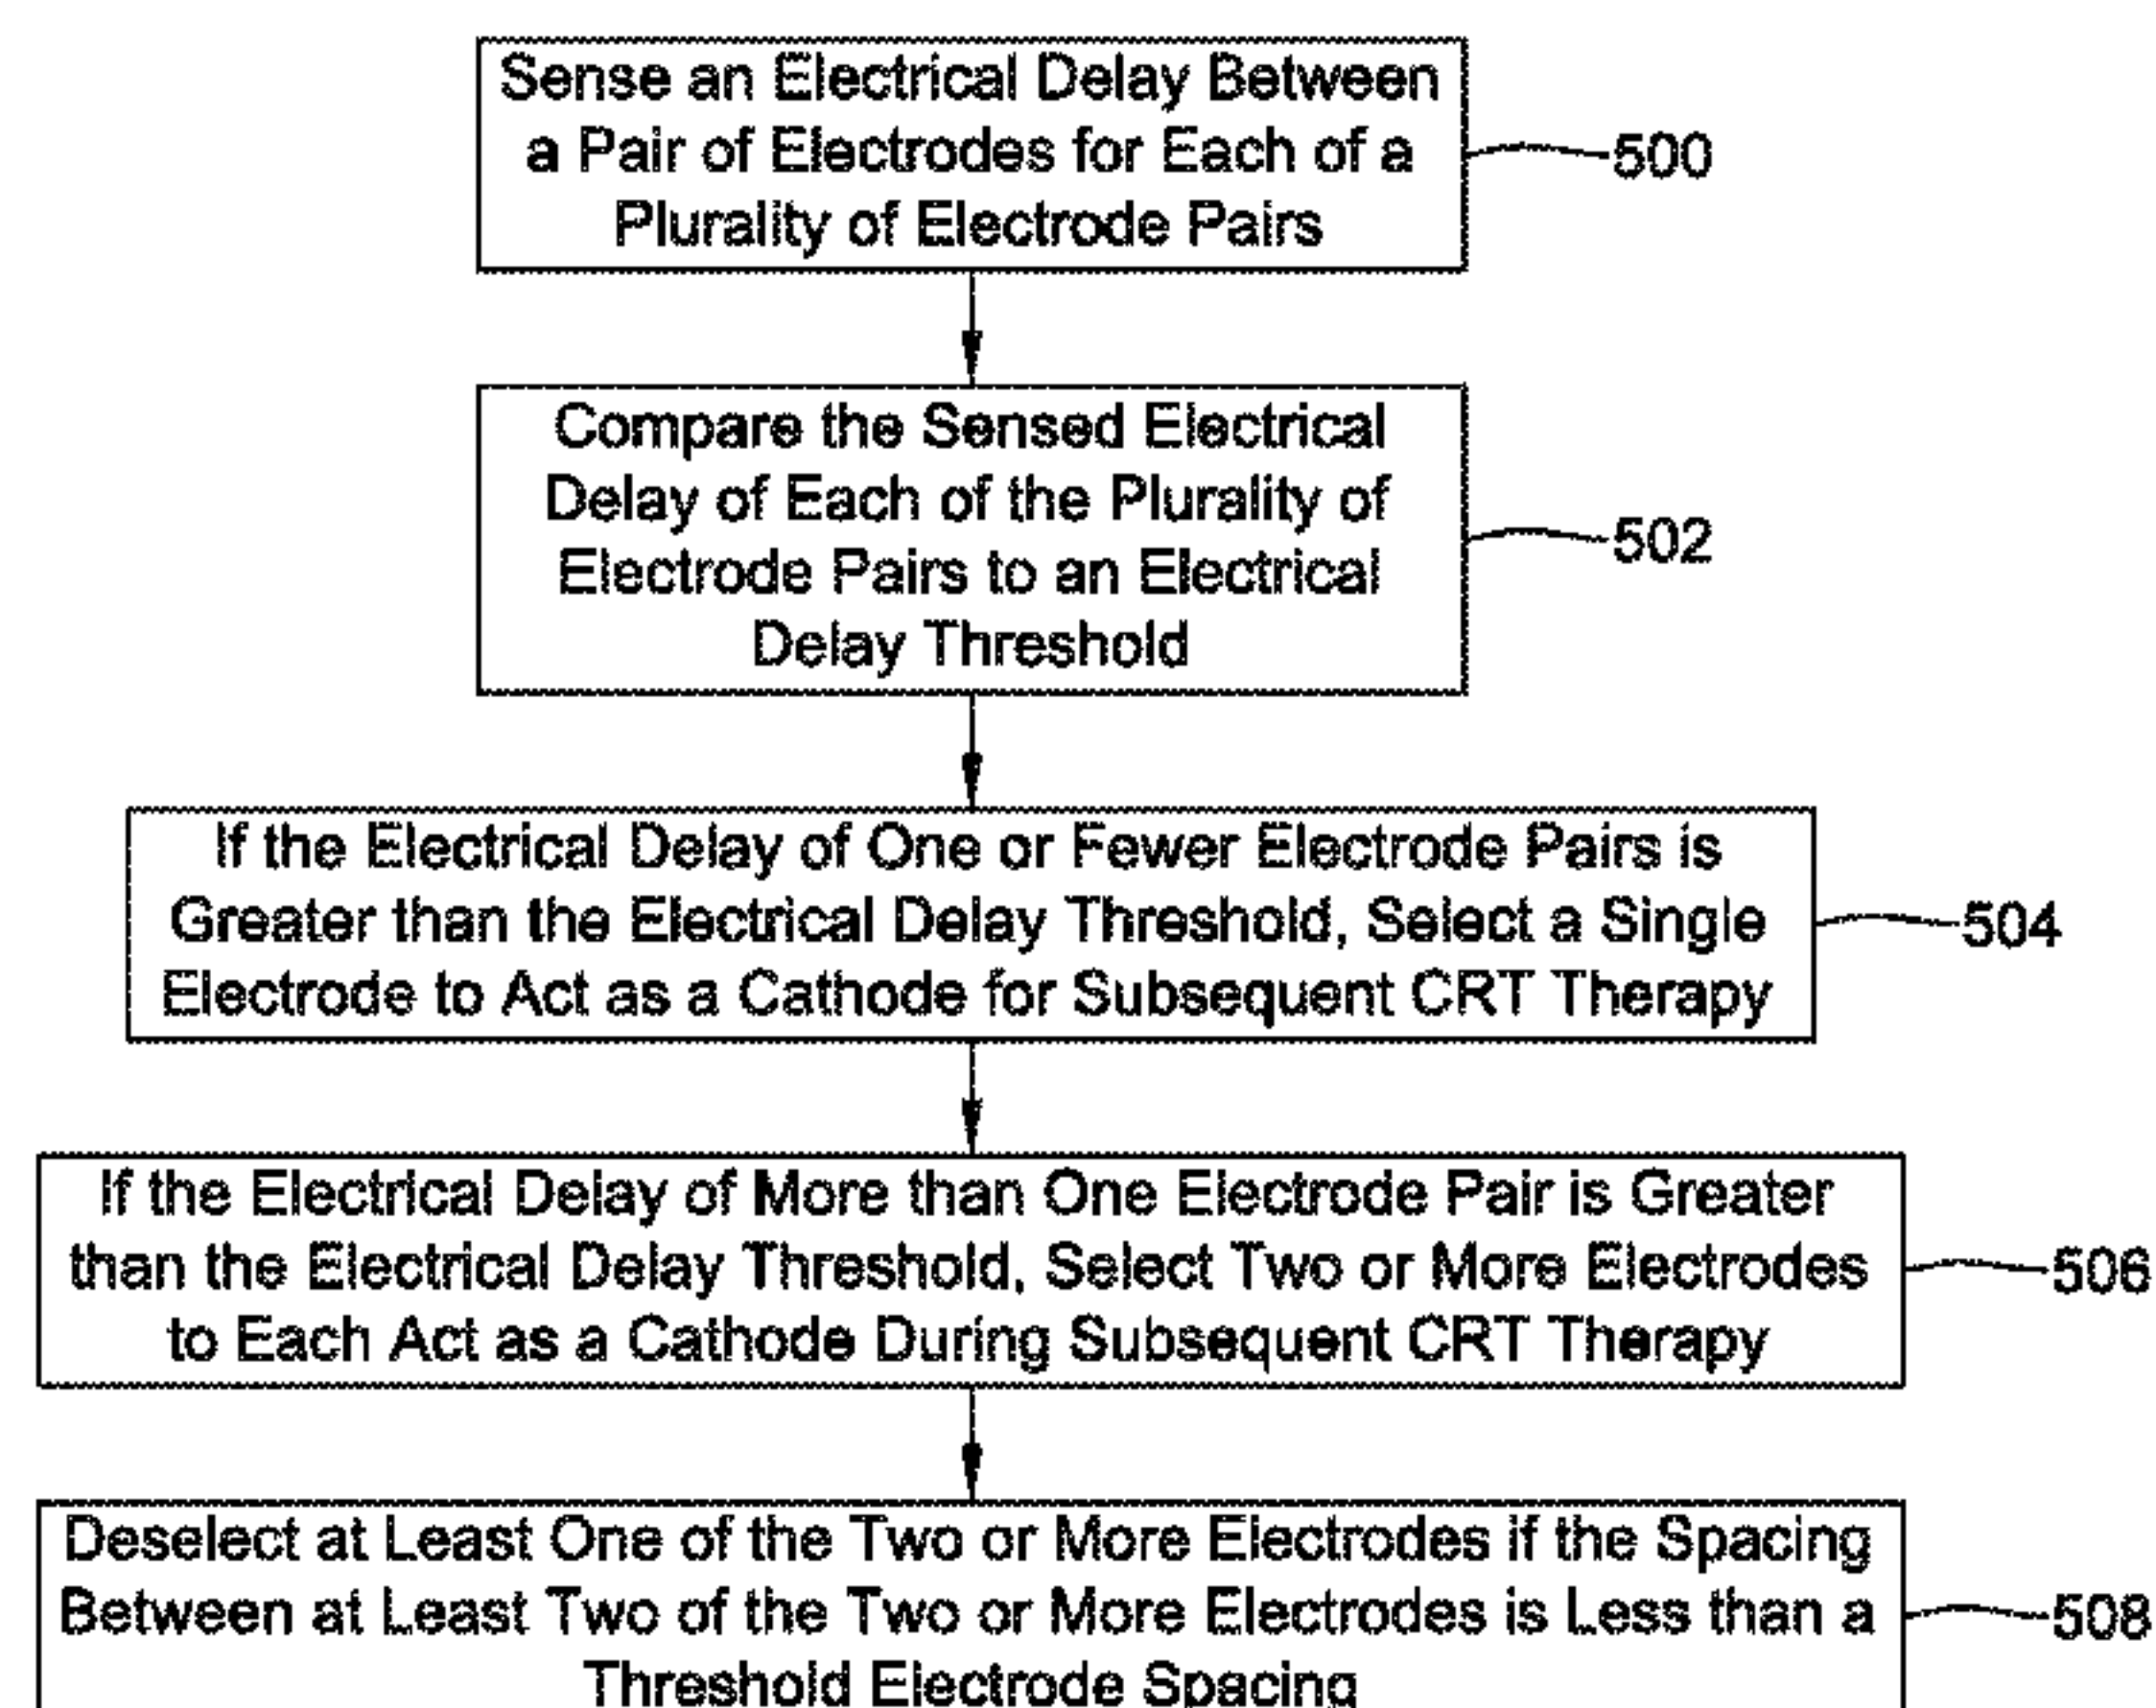 Sense an Electrical Delay Between
a Pair of Electrodes for Each of a
Plurality of Electrode Pairs
500
Compare the Sensed Electrical
Delay of Each of the Plurality of
Electrode Pairs to an Electrical
Delay Threshold
502
If the Electrical Delay of One or Fewer Electrode Pairs is
Greater than the Electrical Delay Threshold, Select a Single
Electrode to Act as a Cathode for Subsequent CRT Therapy
504
If the Electrical Delay of More than One Electrode Pair is Greater
than the Electrical Delay Threshold, Select Two or More Electrodes
to Each Act as a Cathode During Subsequent CRT Therapy
506
Deselect at Least One of the Two or More Electrodes if the Spacing
Between at Least Two of the Two or More Electrodes is Less than a
Threshold Electrode Spacing
508